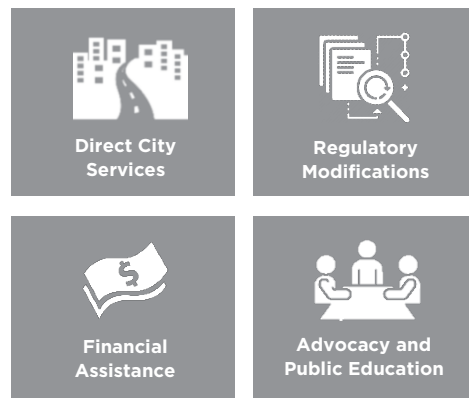 Direct City
Services
Regulatory
Modifications
$
Financial
Assistance
Advocacy and
Public Education